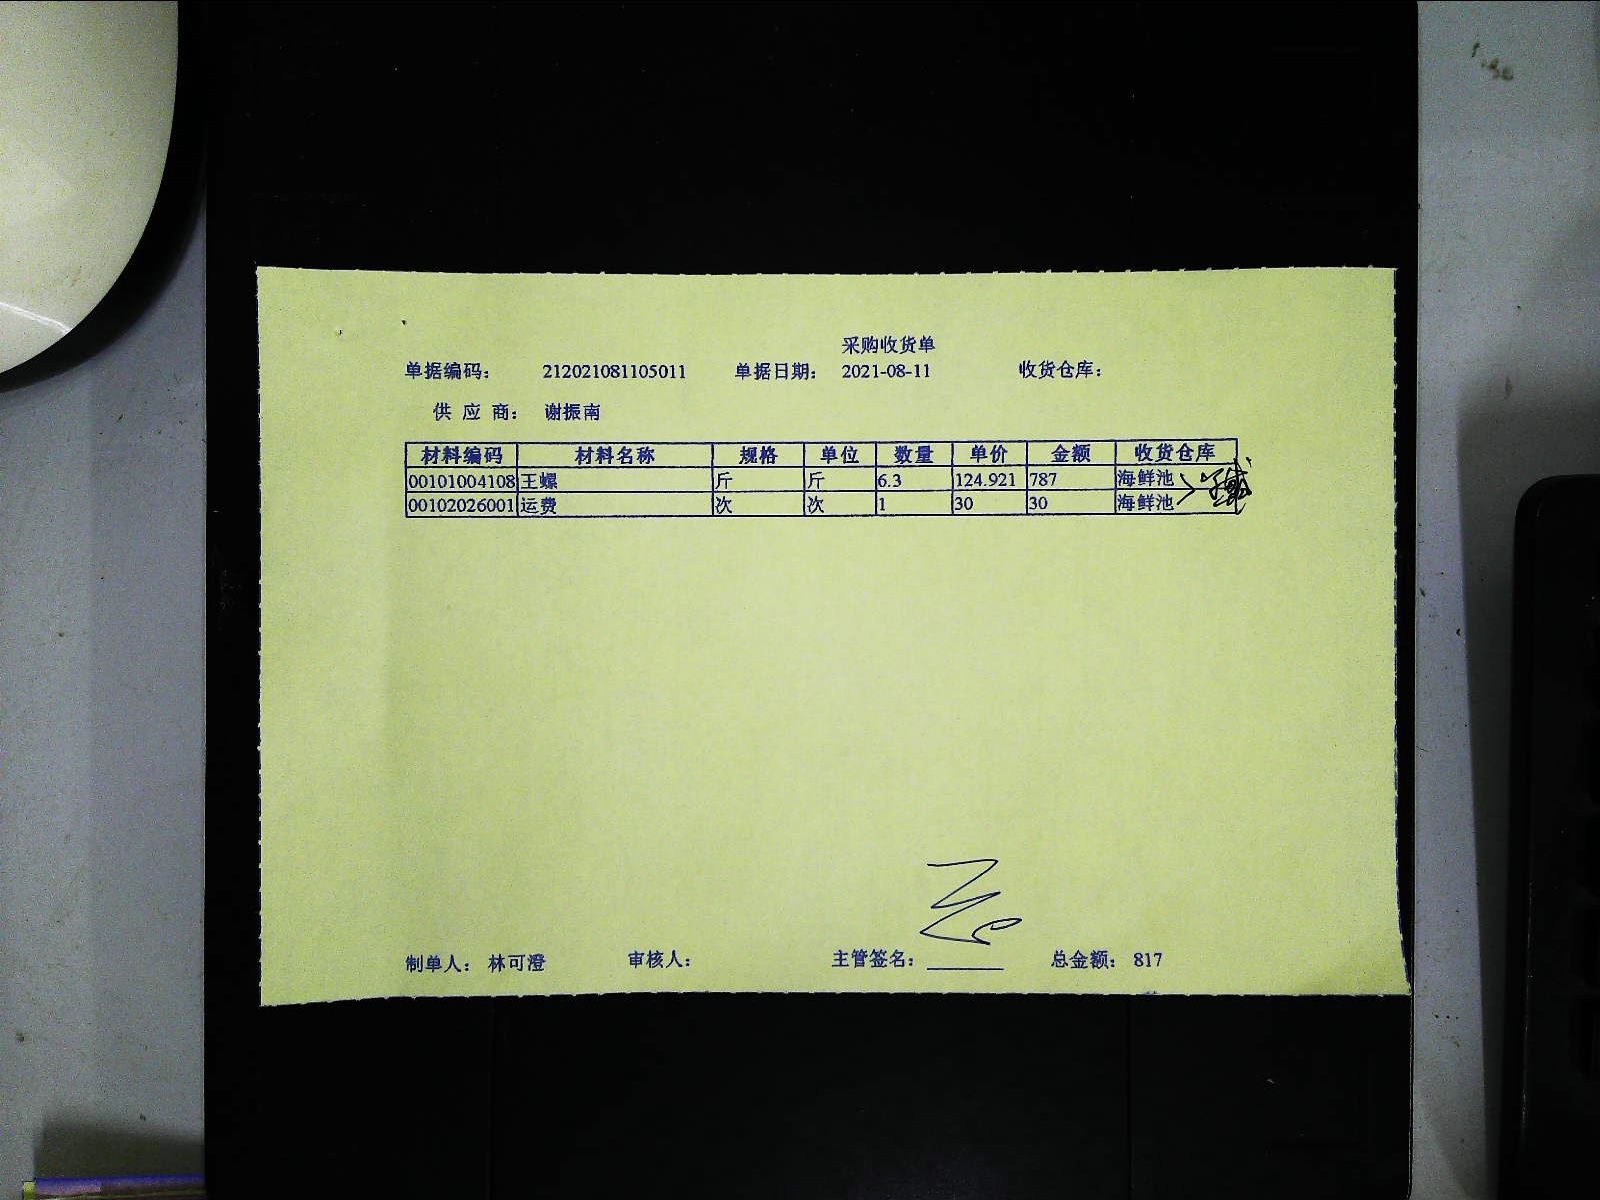 采购收货单
单据编码： 212021081105011 单据日期： 2021-08-11 收货仓库：
供 应 商： 谢振南
材料编码 材料名称 规格 单位 数量 单价 金额 收货仓库
00101004108 王螺 斤 斤 6.3 124.921 787 海鲜池
00102026001 运费 次 次 1 30 30 海鲜池
制单人： 林可澄 审核人： 主管签名： 总金额： 817